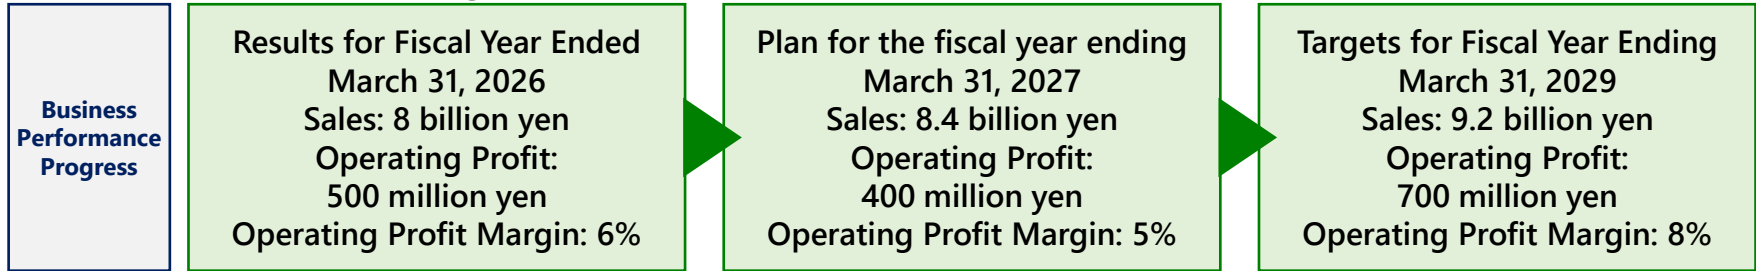 Business
Performance
Progress
Results for Fiscal Year Ended
March 31, 2026
Sales: 8 billion yen
Operating Profit:
500 million yen
Operating Profit Margin: 6%
Plan for the fiscal year ending
March 31, 2027
Sales: 8.4 billion yen
Operating Profit:
400 million yen
Operating Profit Margin: 5%
Targets for Fiscal Year Ending
March 31, 2029
Sales: 9.2 billion yen
Operating Profit:
700 million yen
Operating Profit Margin: 8%